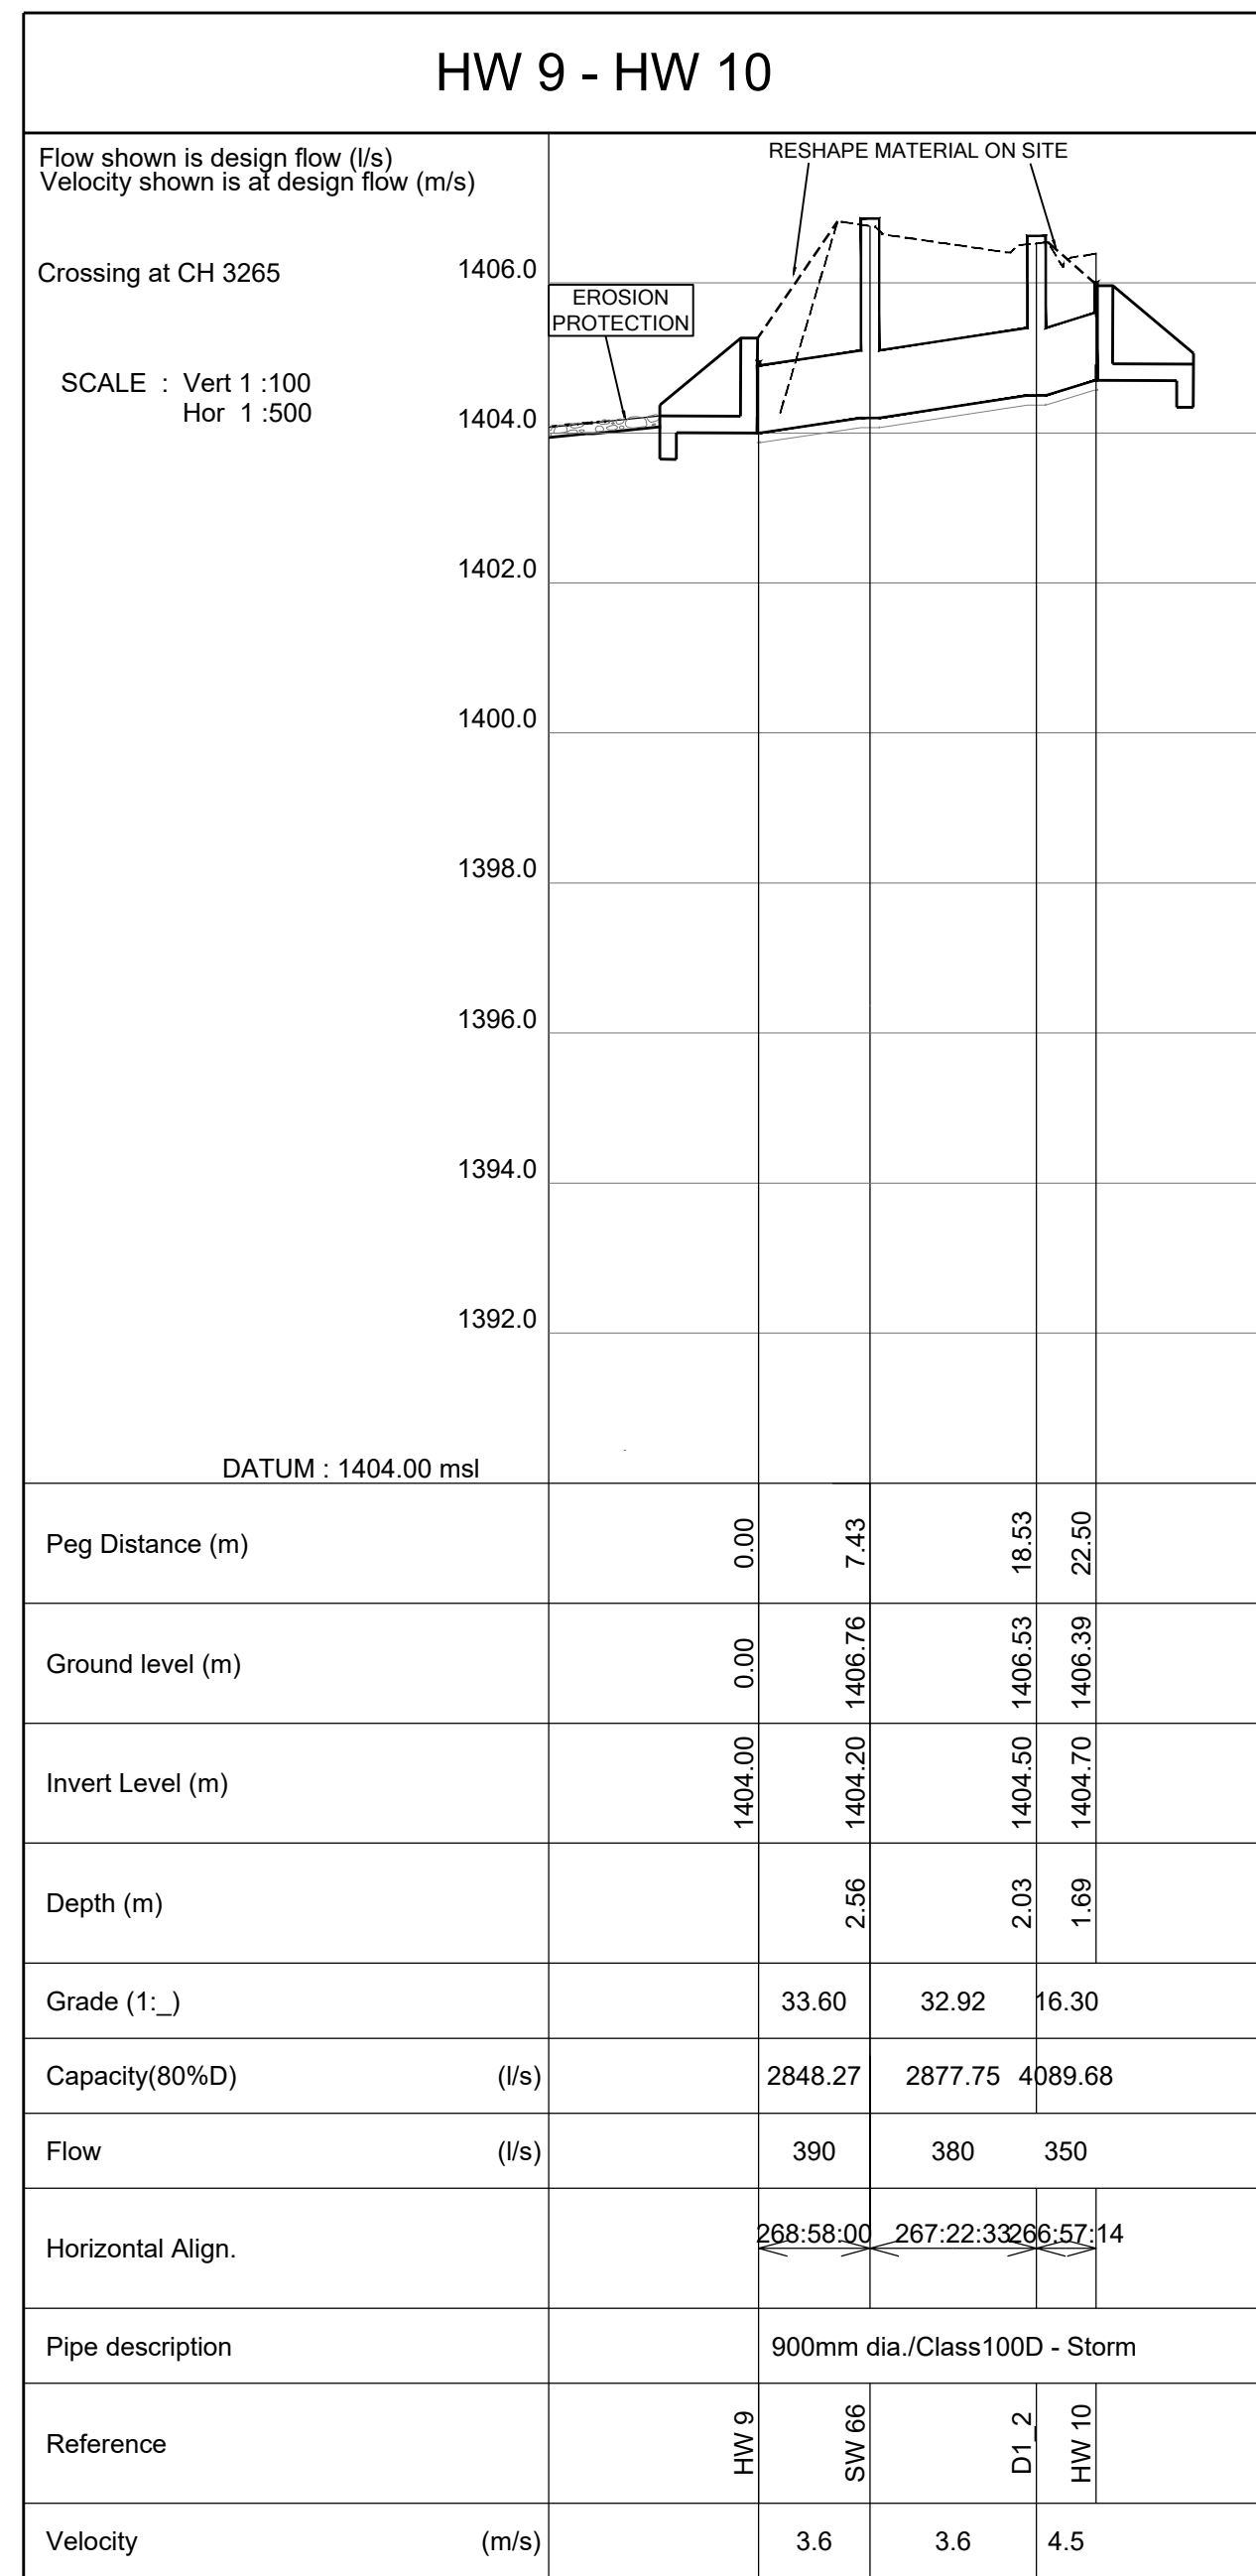 HW 9 - HW 10
Flow shown is design flow (l/s)
Velocity shown is at design flow (m/s)
RESHAPE MATERIAL ON SITE
Crossing at CH 3265
1406.0
EROSION
PROTECTION
SCALE : Vert 1 :100
Hor 1 :500
1404.0
1402.0
1400.0
1398.0
1396.0
1394.0
1392.0
DATUM : 1404.00 msl
Peg Distance (m) 0.00 7.43 18.53 22.50
Ground level (m) 0.00 1406.76 1406.53 1406.39
Invert Level (m) 1404.00 1404.20 1404.50 1404.70
Depth (m) 2.56 2.03 1.69
Grade (1:_) 33.60 32.92 16.30
Capacity(80%D) (l/s) 2848.27 2877.75 4089.68
Flow (l/s) 390 380 350
Horizontal Align. 268:58:00 267:22:33 266:57:14
Pipe description 900mm dia./Class100D - Storm
Reference HW 9 SW 66 D1_2 HW 10
Velocity (m/s) 3.6 3.6 4.5